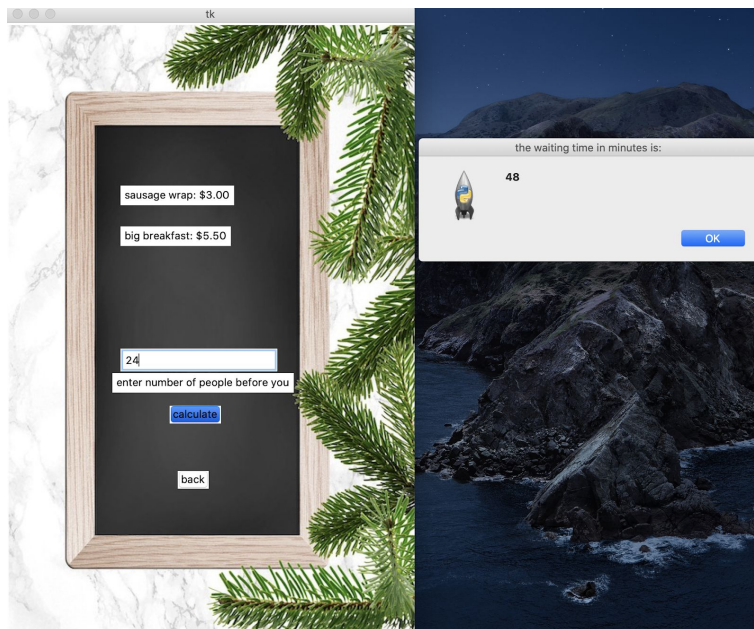 tk
sausage wrap: $3.00
big breakfast: $5.50
24
enter number of people before you
calculate
back
the waiting time in minutes is:
48
OK